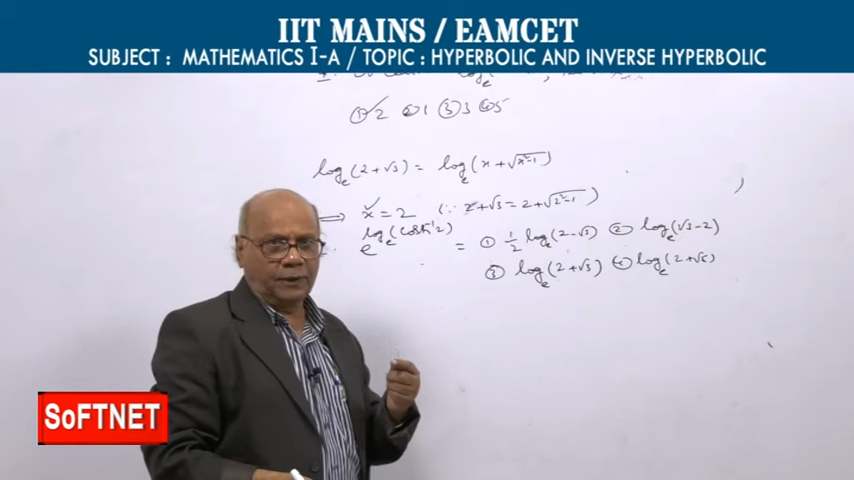 IIT MAINS / EAMCET
SUBJECT : MATHEMATICS I-A / TOPIC : HYPERBOLIC AND INVERSE HYPERBOLIC
① 2 ② 1 ③ 3 ④ 5
logₑ(2+√3) = logₑ(x+√(x²-1))
⟹ x = 2 (∵ 2+√3 = 2+√(2²-1))
e^(logₑ(cosh⁻¹2)) = ① ½ logₑ(2-√3) ② logₑ(√3-2)
③ logₑ(2+√3) ④ logₑ(2+√5)
SoFTNET